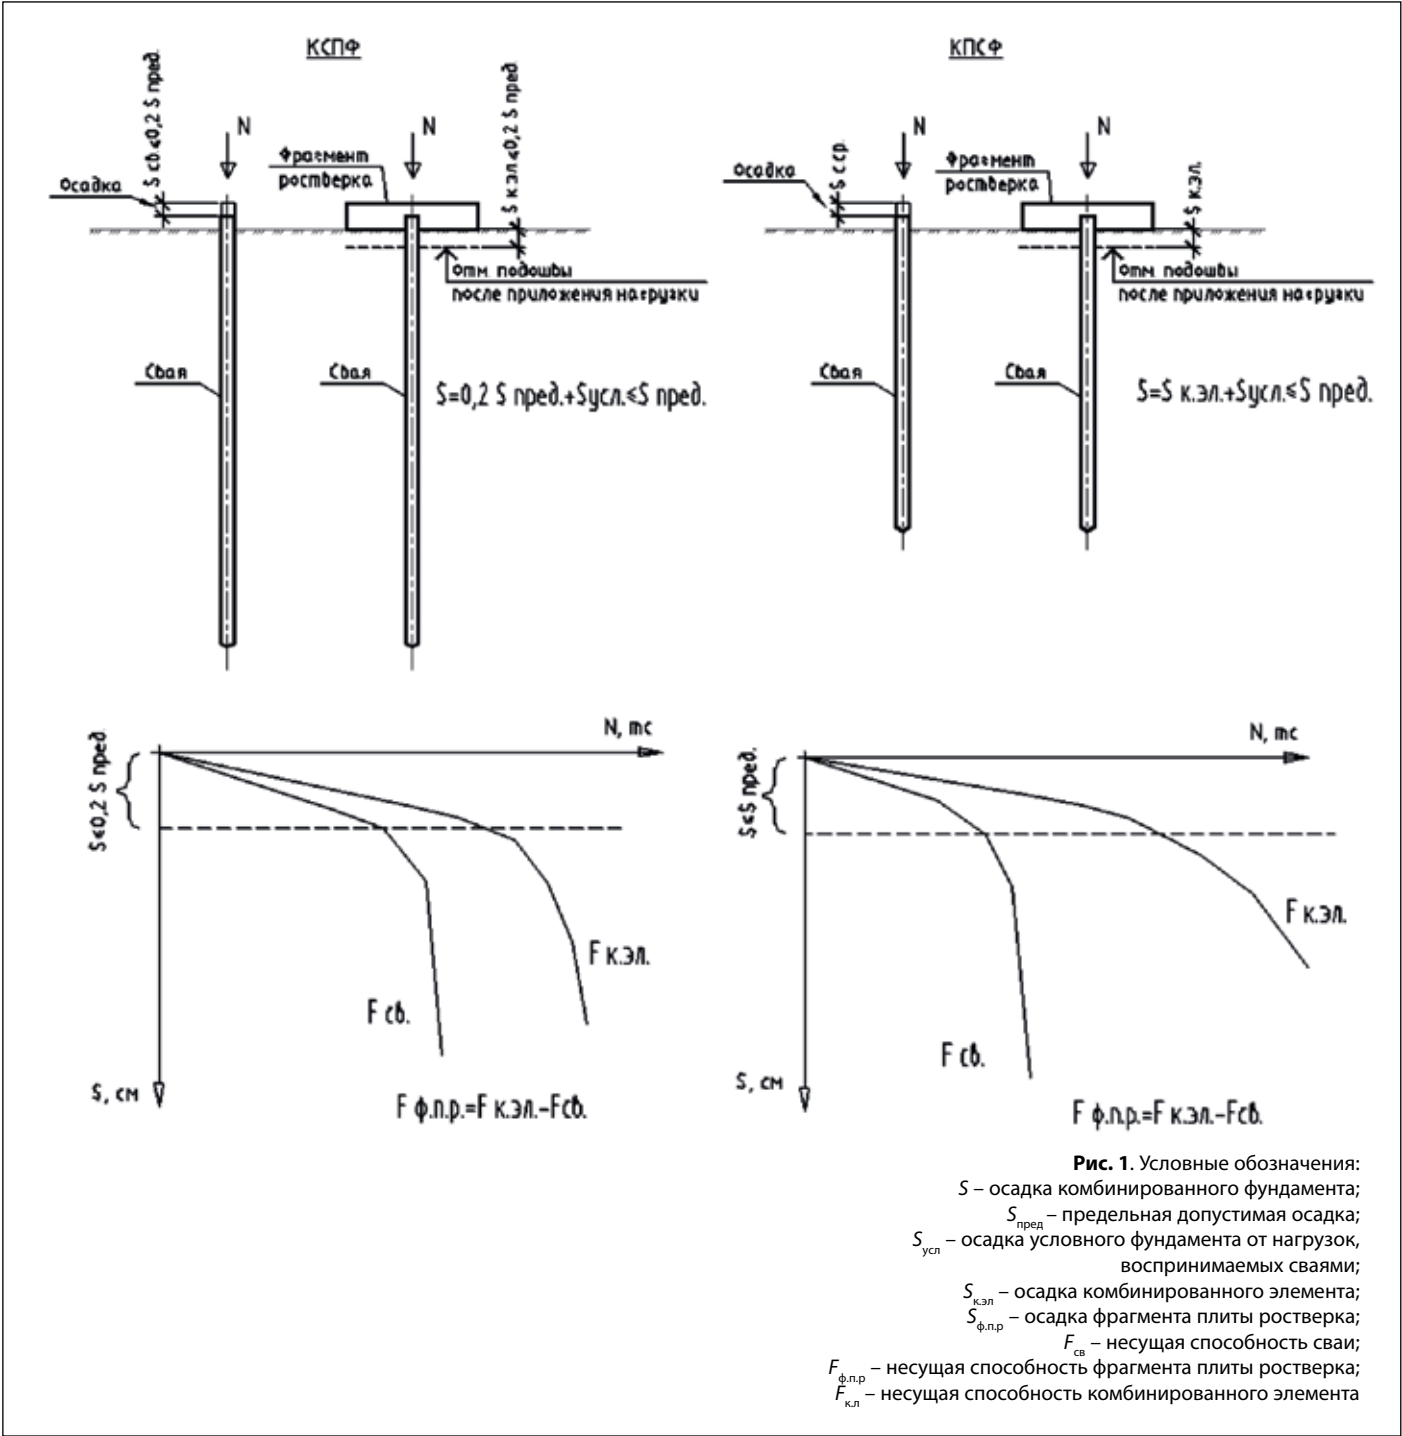 КСПФ
S св.≤0,2 S пред.
N
N
S к.эл.≤0,2 S пред
Осадка
Фрагмент
ростверка
Отм. подошвы
после приложения нагрузки
Свая
Свая
S=0,2 S пред.+Sусл.≤S пред.
КПСФ
S ср.
N
N
S к.эл.
Осадка
Фрагмент
ростверка
Отм. подошвы
после приложения нагрузки
Свая
Свая
S=S к.эл.+Sусл.≤S пред.
N, тс
S≤0,2 S пред
F к.эл.
F св.
S, см
F ф.п.р.=F к.эл.-Fсв.
N, тс
S≤S пред.
F к.эл.
F св.
S, см
F ф.п.р.=F к.эл.-Fсв.
Рис. 1. Условные обозначения:
S – осадка комбинированного фундамента;
Sпред – предельная допустимая осадка;
Sусл – осадка условного фундамента от нагрузок,
воспринимаемых сваями;
Sк.эл – осадка комбинированного элемента;
Sф.п.р – осадка фрагмента плиты ростверка;
Fсв – несущая способность сваи;
Fф.п.р – несущая способность фрагмента плиты ростверка;
Fк.л – несущая способность комбинированного элемента